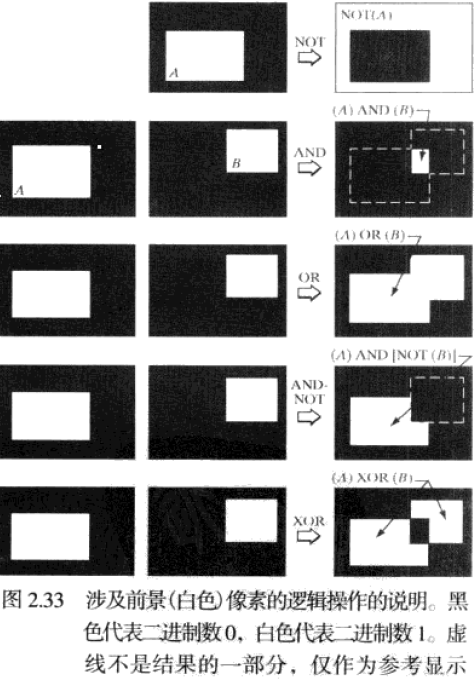 NOT
NOT(A)
A
(A) AND (B)
A
B
AND
(A) OR (B)
OR
(A) AND [NOT (B)]
AND-
NOT
(A) XOR (B)
XOR
图 2.33 涉及前景(白色)像素的逻辑操作的说明。黑
色代表二进制数 0，白色代表二进制数 1。虚
线不是结果的一部分，仅作为参考显示